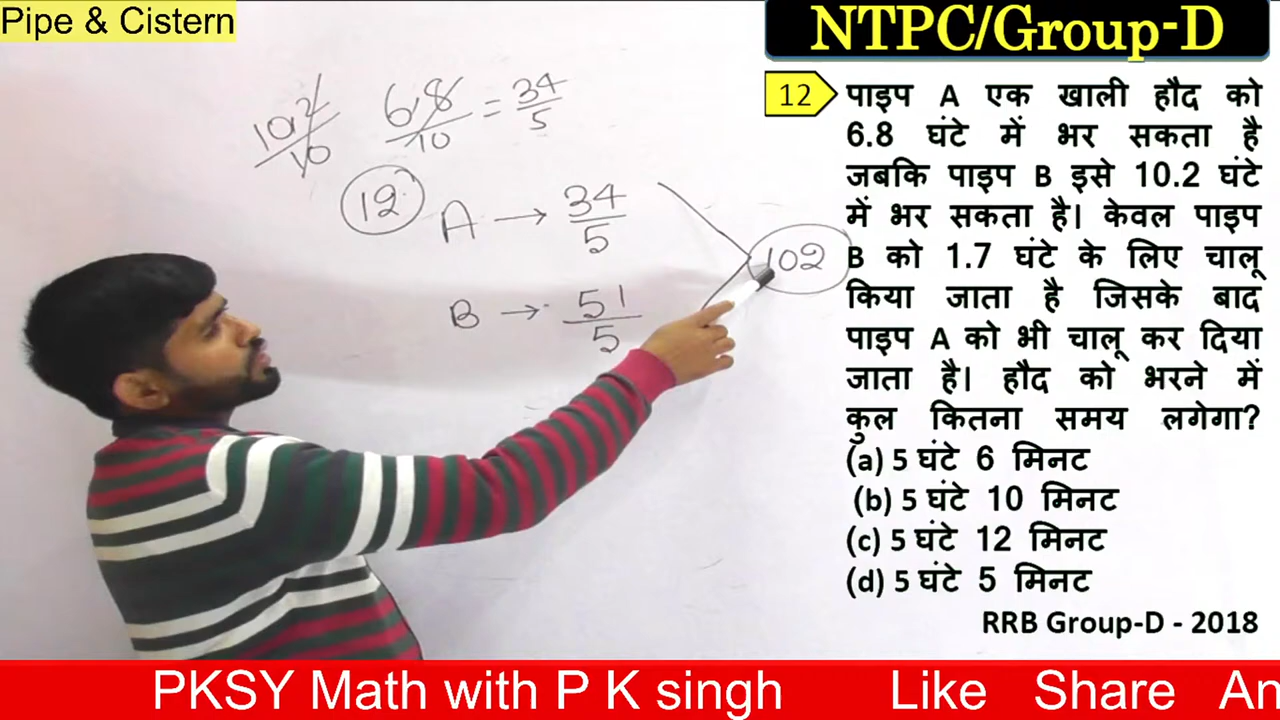 Pipe & Cistern
NTPC/Group-D
12
पाइप A एक खाली हौद को
6.8 घंटे में भर सकता है
जबकि पाइप B इसे 10.2 घंटे
में भर सकता है। केवल पाइप
B को 1.7 घंटे के लिए चालू
किया जाता है जिसके बाद
पाइप A को भी चालू कर दिया
जाता है। हौद को भरने में
कुल कितना समय लगेगा?
(a) 5 घंटे 6 मिनट
(b) 5 घंटे 10 मिनट
(c) 5 घंटे 12 मिनट
(d) 5 घंटे 5 मिनट
RRB Group-D - 2018
102/10 68/10 = 34/5
12
A → 34/5
102
B → 51/5
PKSY Math with P K singh Like Share An